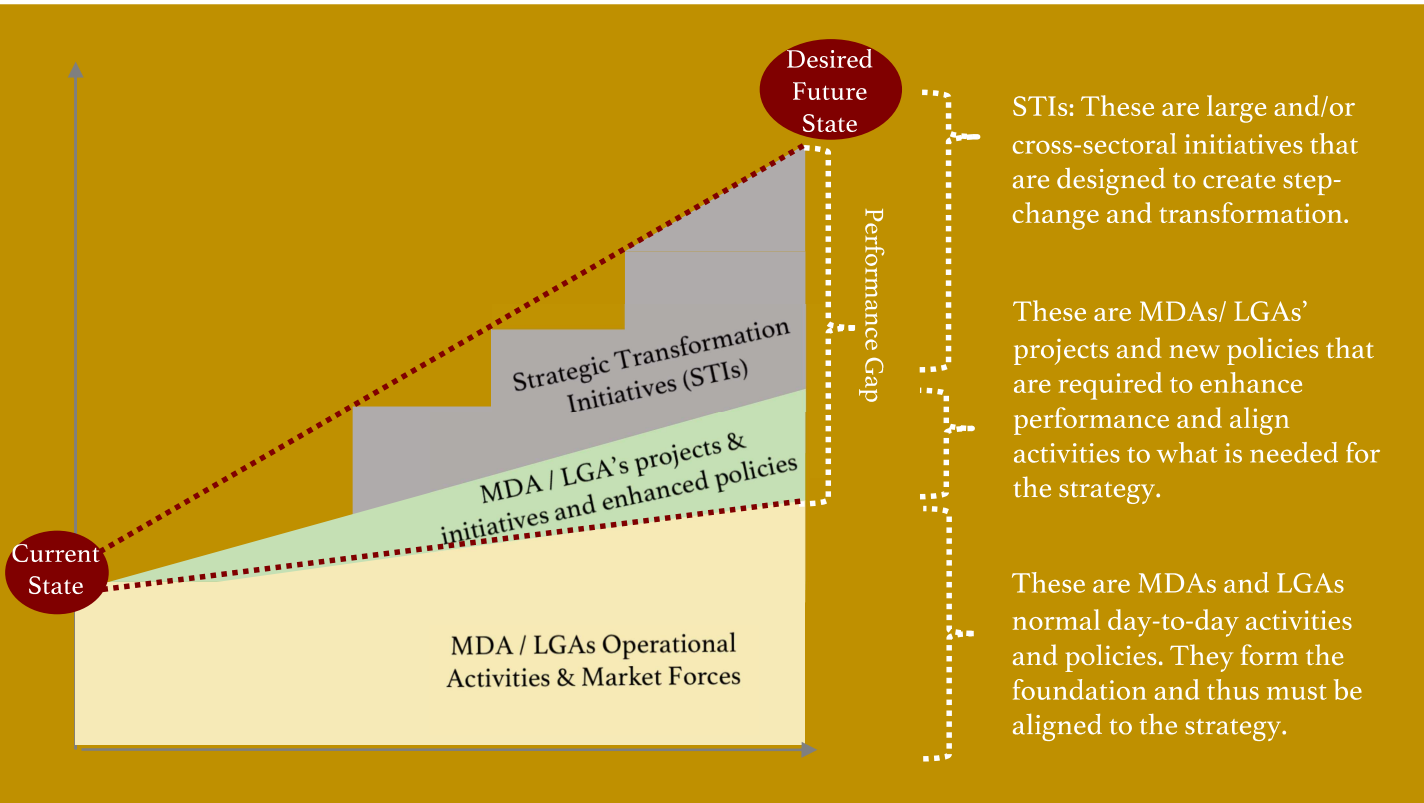 Desired
Future
State
Performance Gap
Strategic Transformation
Initiatives (STIs)
MDA / LGA's projects &
initiatives and enhanced policies
Current
State
MDA / LGAs Operational
Activities & Market Forces
STIs: These are large and/or
cross-sectoral initiatives that
are designed to create step-
change and transformation.
These are MDAs/ LGAs’
projects and new policies that
are required to enhance
performance and align
activities to what is needed for
the strategy.
These are MDAs and LGAs
normal day-to-day activities
and policies. They form the
foundation and thus must be
aligned to the strategy.